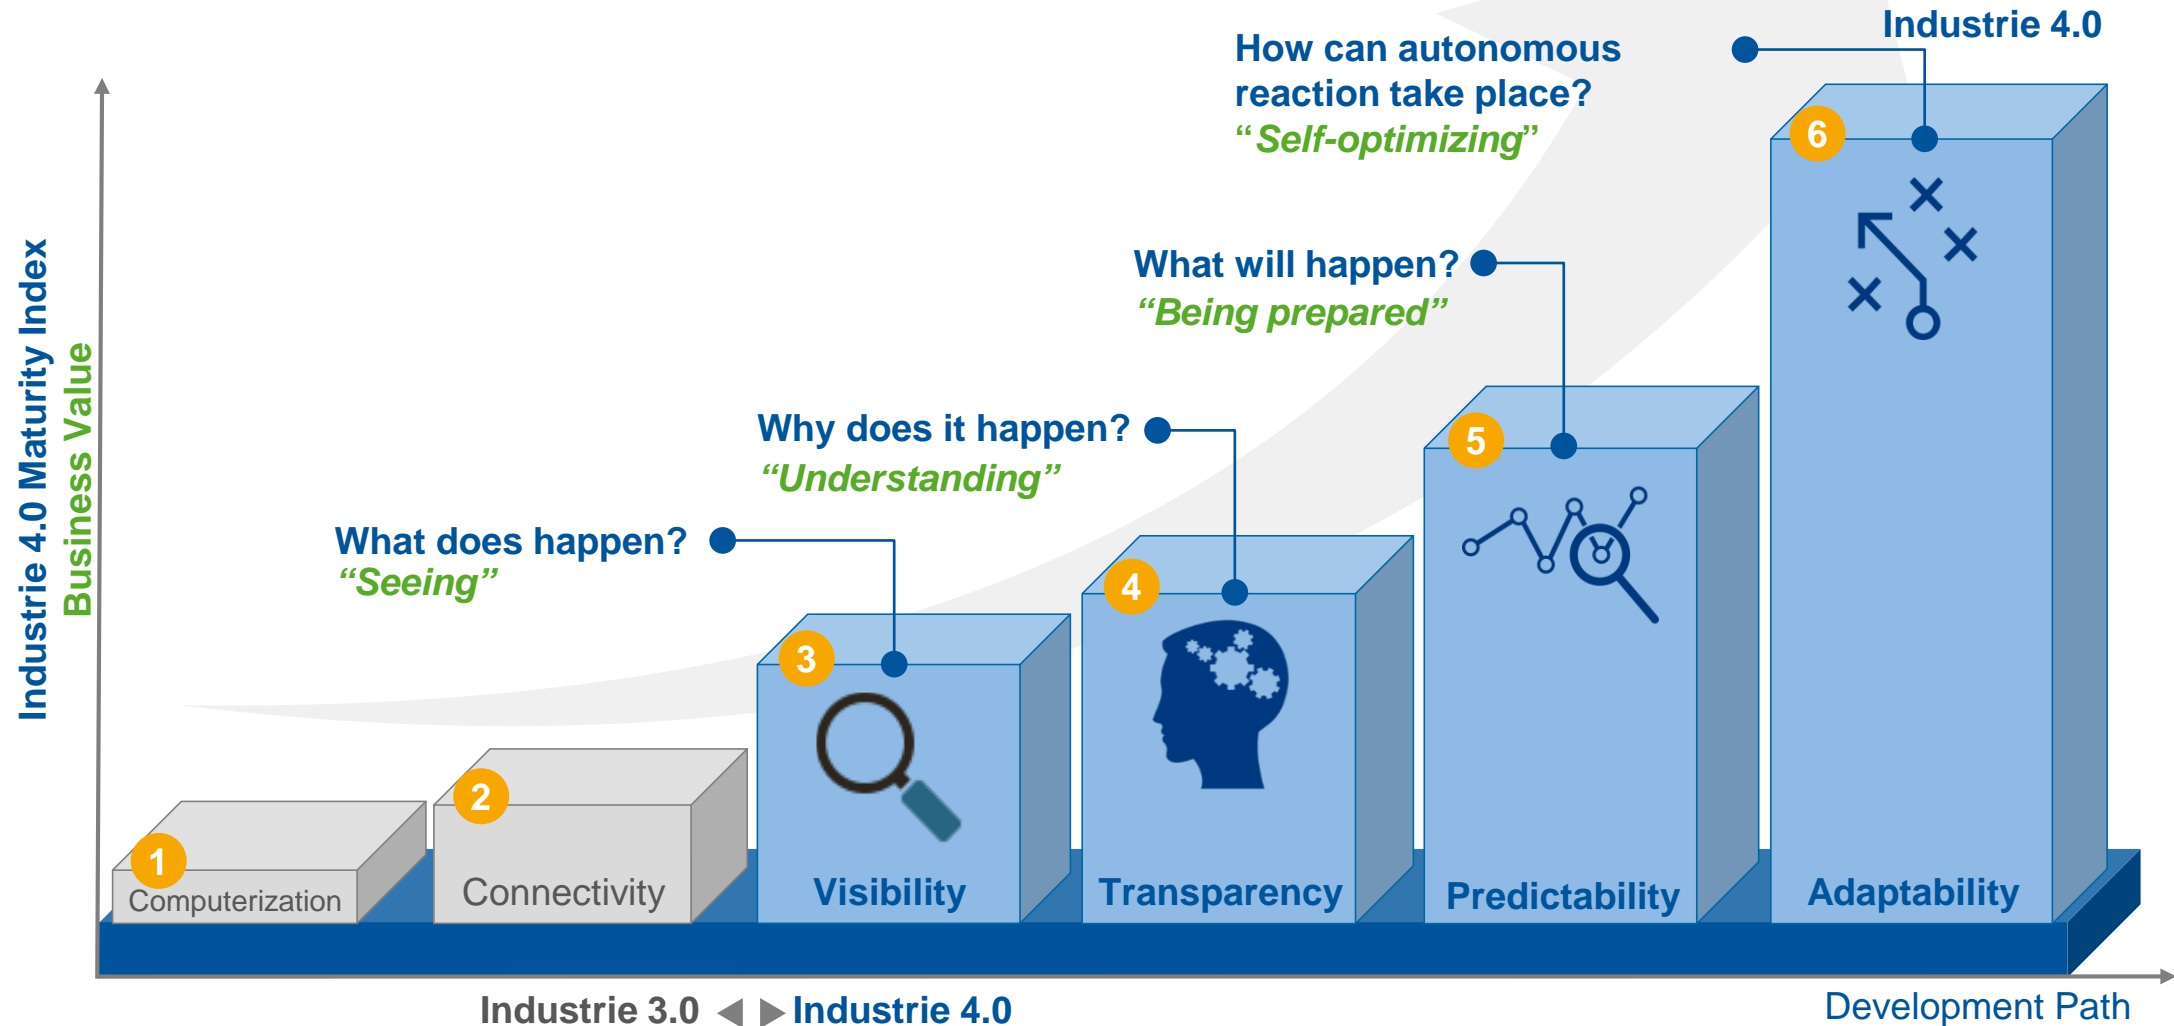 Industrie 4.0
How can autonomous
reaction take place?
“Self-optimizing”
6
What will happen?
“Being prepared”
5
Why does it happen?
“Understanding”
4
What does happen?
“Seeing”
3
2
1
Industrie 4.0 Maturity Index
Business Value
Computerization
Connectivity
Visibility
Transparency
Predictability
Adaptability
Industrie 3.0
Industrie 4.0
Development Path